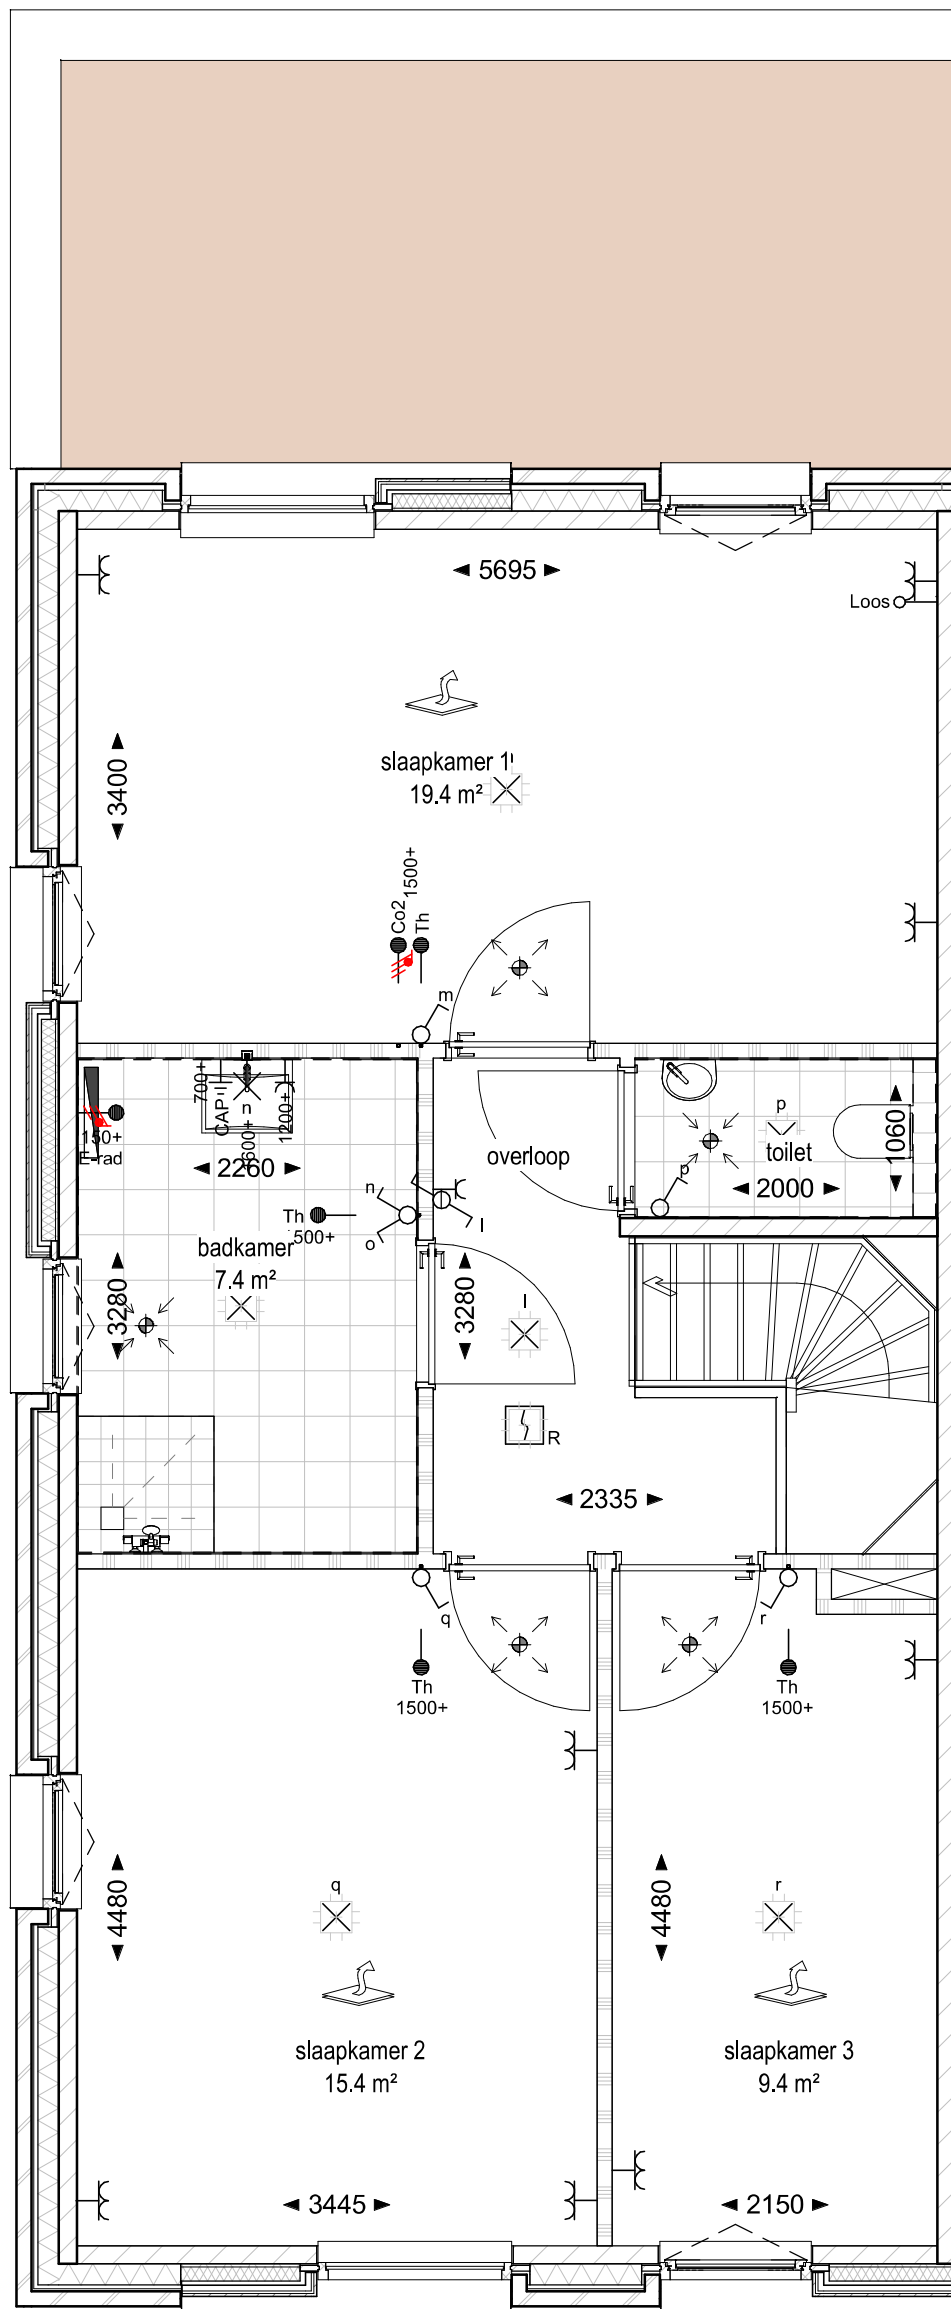 5695
Loos
slaapkamer 1
19.4 m²
3400
1500+
Co2
Th
m
700+
CAP
n
1200+
p
1060
150+
E-rad
2260
overloop
toilet
p
2000
n
Th
o
l
badkamer
7.4 m²
3280
3280
l
R
2335
q
r
Th
1500+
Th
1500+
q
r
4480
4480
slaapkamer 2
15.4 m²
slaapkamer 3
9.4 m²
3445
2150